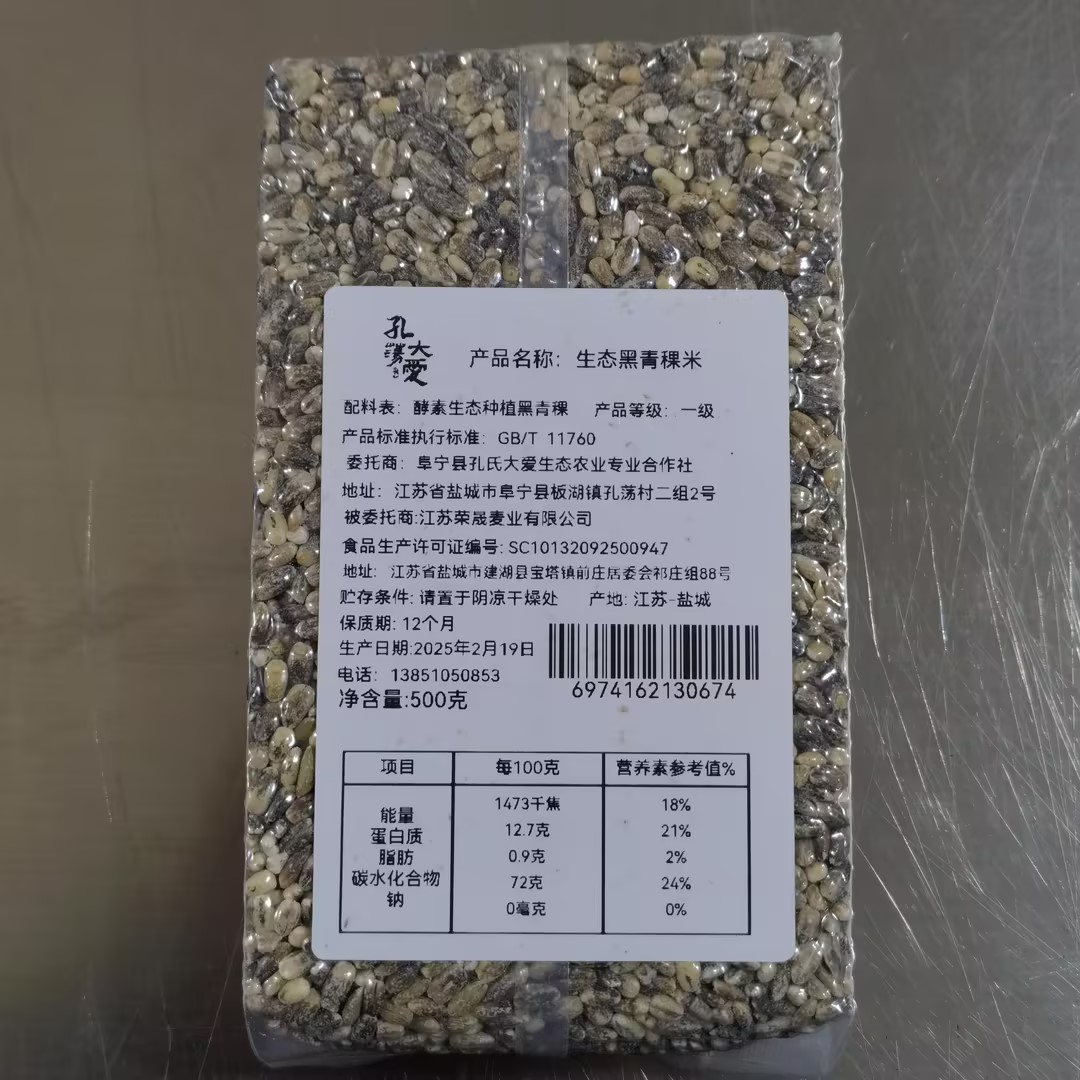 孔
大爱
产品名称：生态黑青稞米
配料表：酵素生态种植黑青稞 产品等级：一级
产品标准执行标准：GB/T 11760
委托商：阜宁县孔氏大爱生态农业专业合作社
地址：江苏省盐城市阜宁县板湖镇孔荡村二组2号
被委托商:江苏荣晟麦业有限公司
食品生产许可证编号:SC10132092500947
地址：江苏省盐城市建湖县宝塔镇前庄居委会祁庄组88号
贮存条件:请置于阴凉干燥处 产地:江苏-盐城
保质期:12个月
生产日期:2025年2月19日
电话：13851050853
净含量:500克
6974162130674
项目 每100克 营养素参考值%
能量 1473千焦 18%
蛋白质 12.7克 21%
脂肪 0.9克 2%
碳水化合物 72克 24%
钠 0毫克 0%